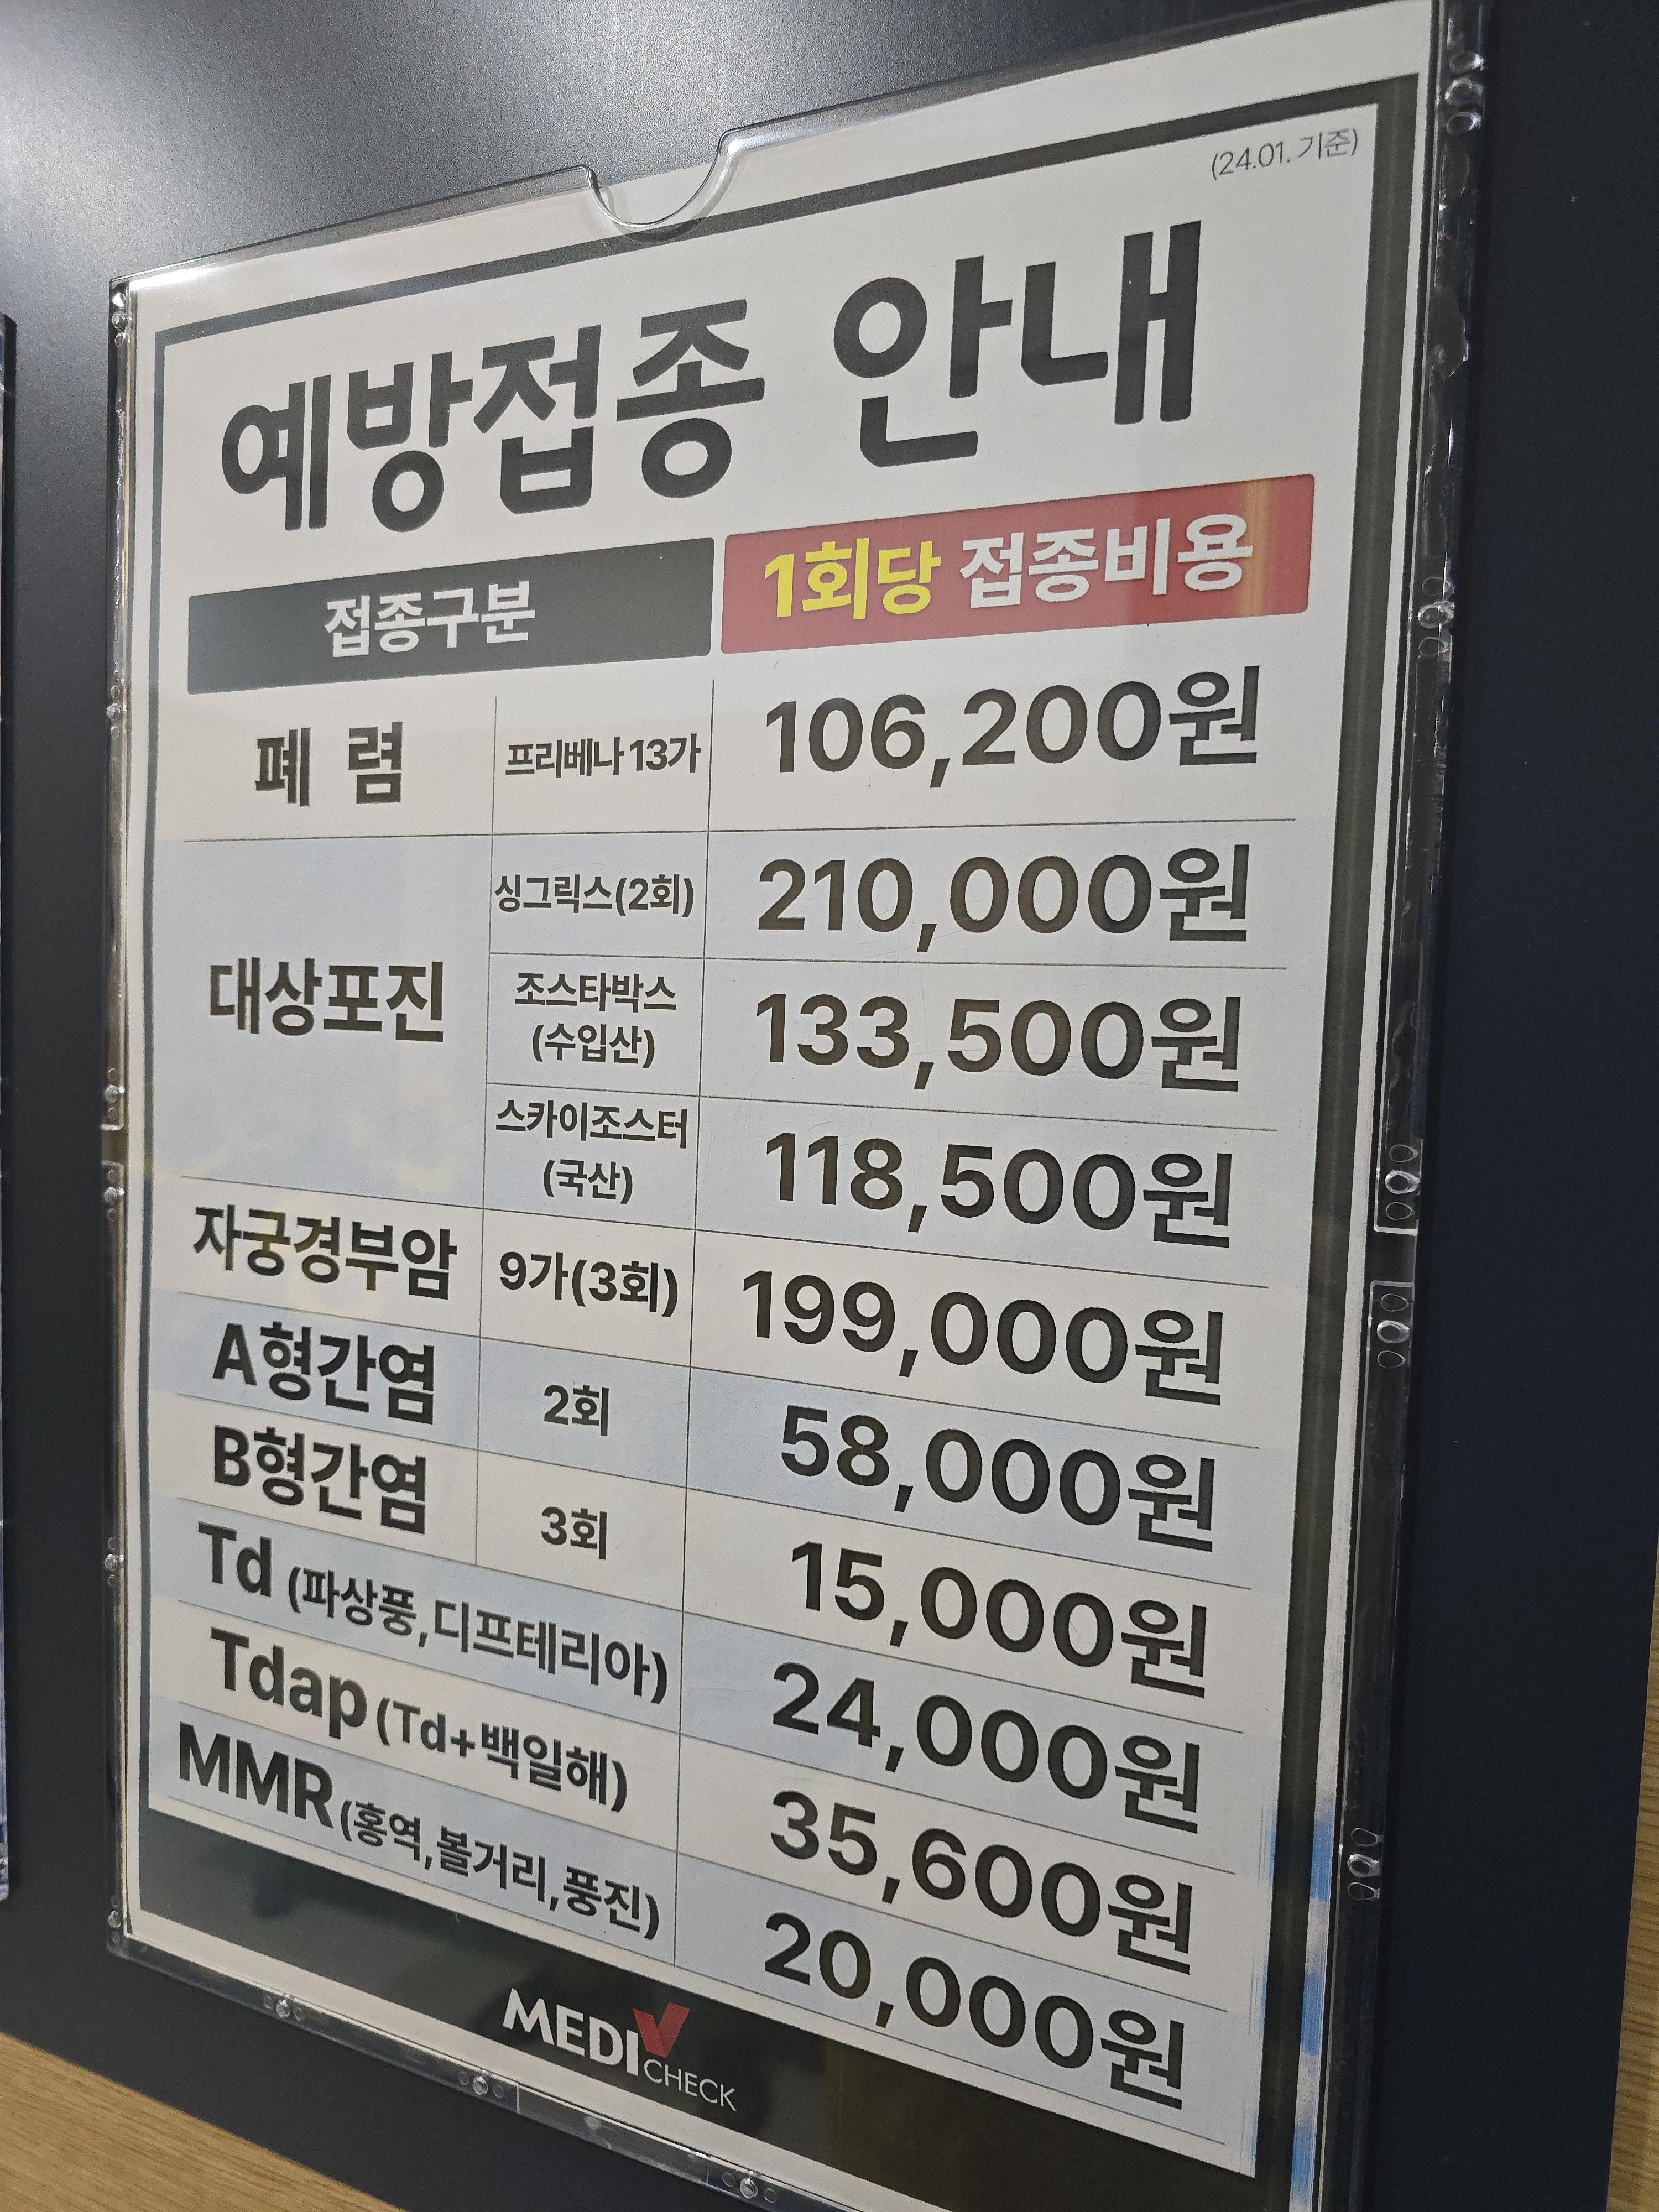 (24.01. 기준)
예방접종 안내
접종구분 1회당 접종비용
폐 렴 프리베나 13가 106,200원
대상포진 싱그릭스(2회) 210,000원
조스타박스
(수입산) 133,500원
스카이조스터
(국산) 118,500원
자궁경부암 9가(3회) 199,000원
A형간염 2회 58,000원
B형간염 3회 15,000원
Td (파상풍,디프테리아) 24,000원
Tdap (Td+백일해) 35,600원
MMR (홍역,볼거리,풍진) 20,000원
MEDI CHECK